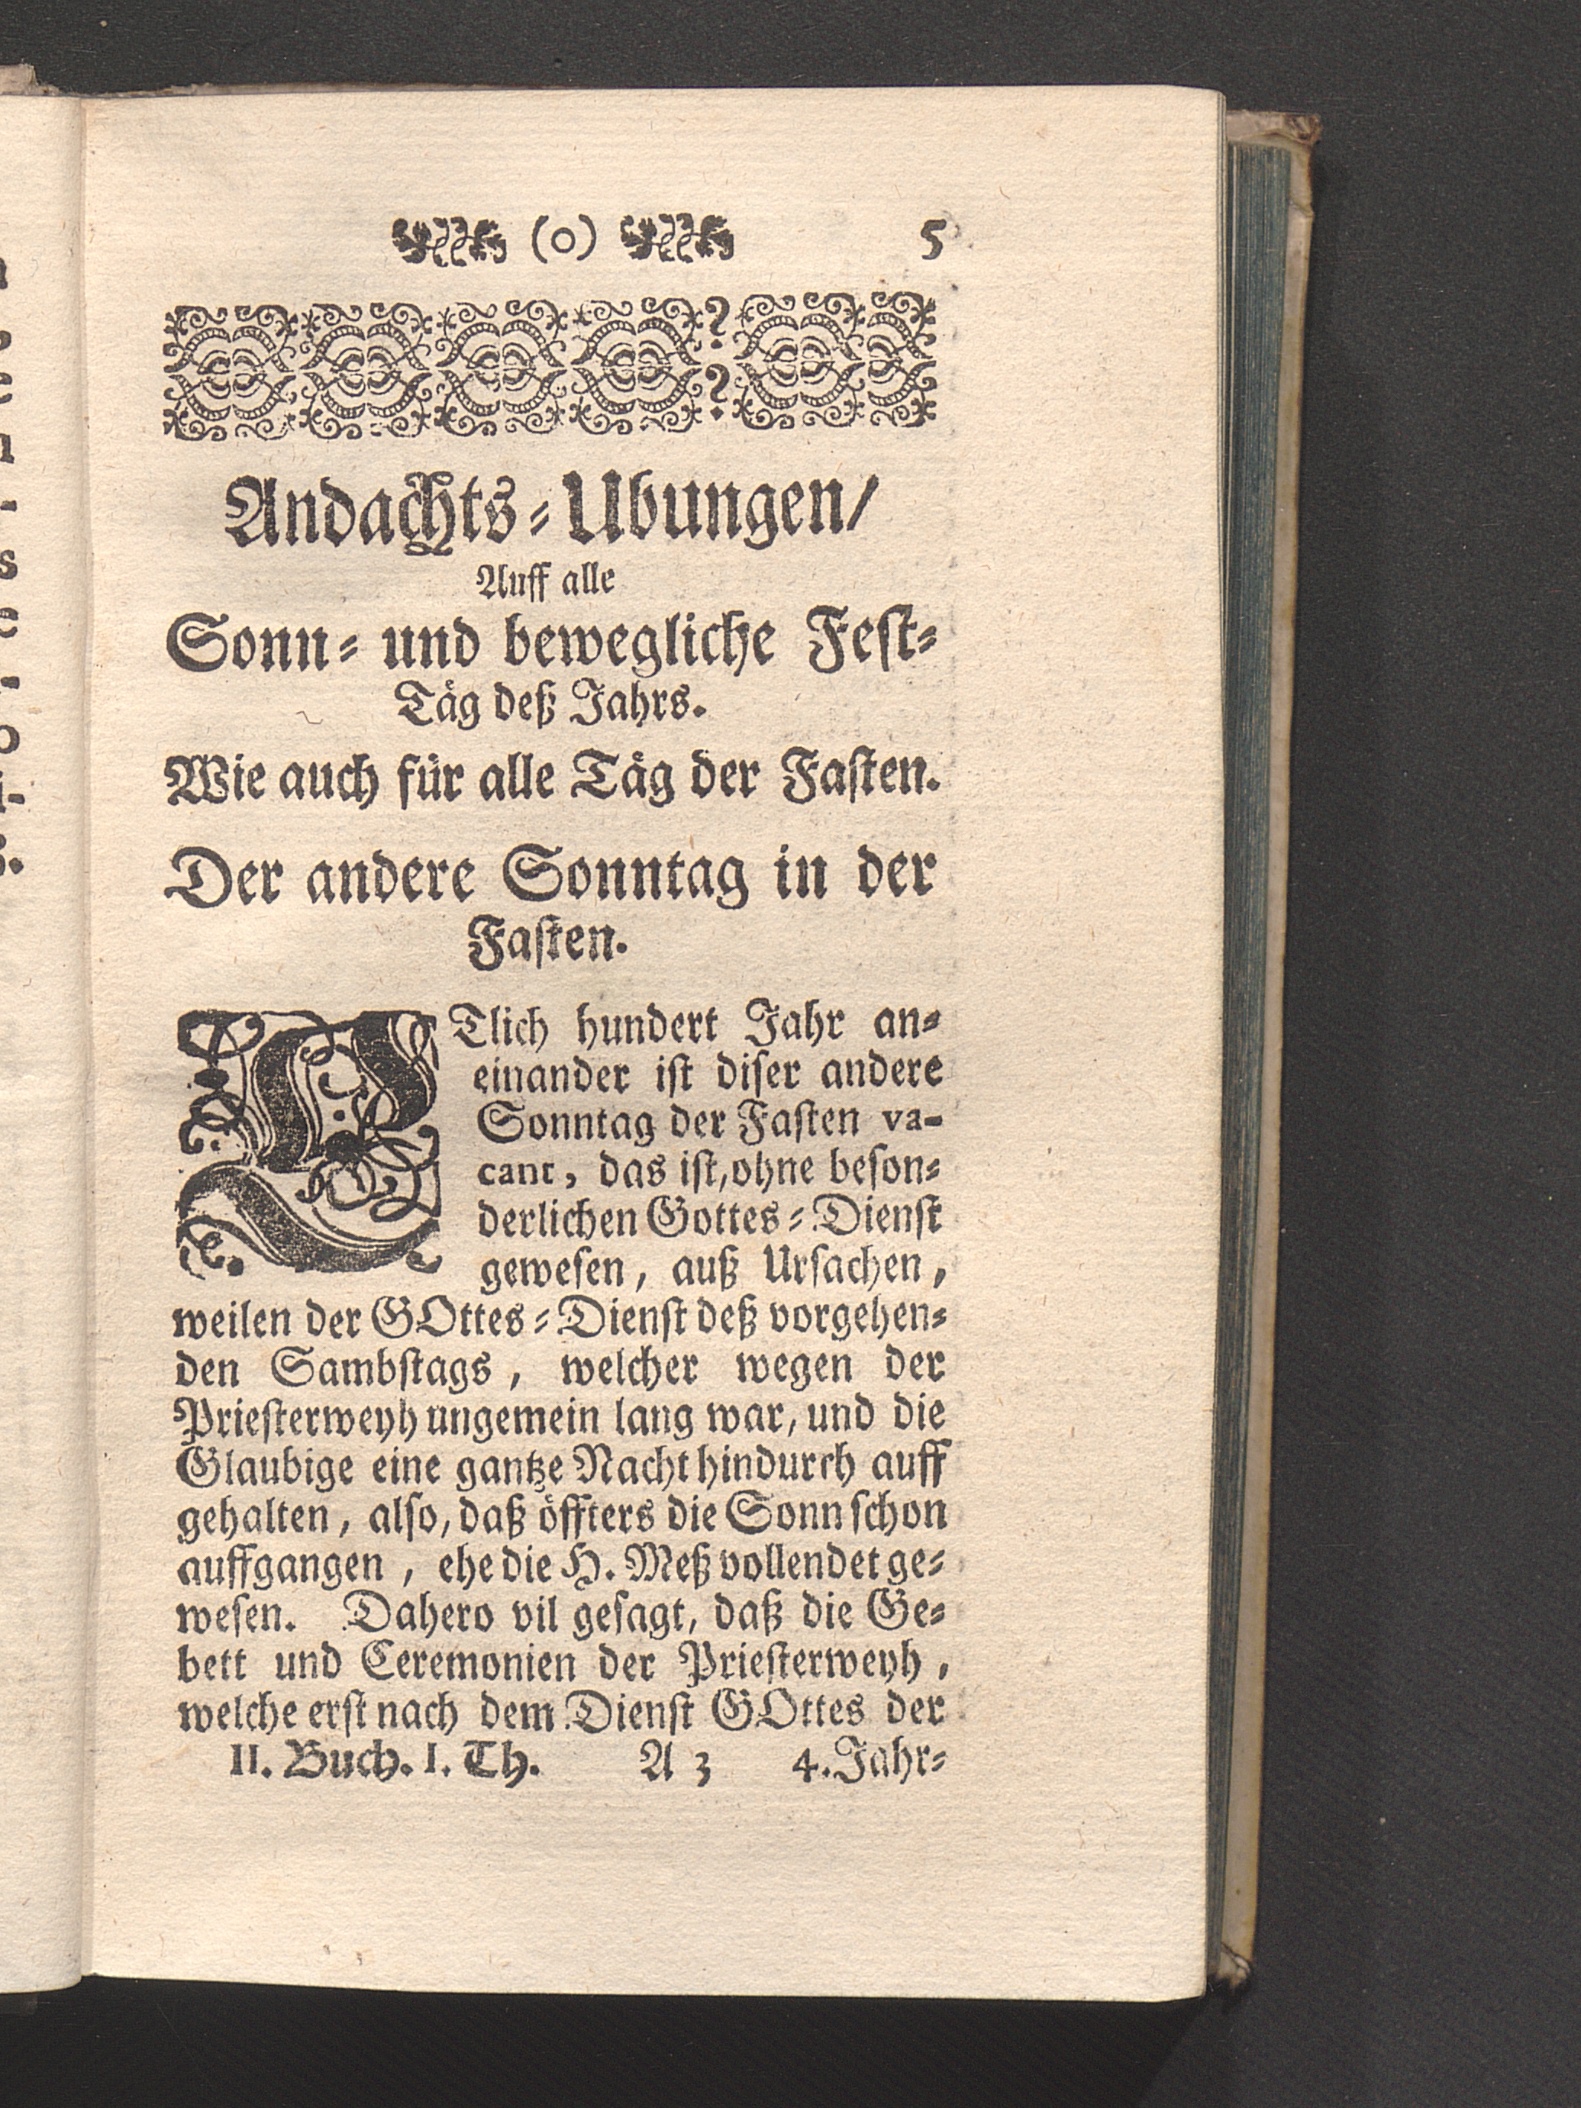 (o) 5
Andachts-Ubungen/
Auff alle
Sonn- und bewegliche Fest-
Täg deß Jahrs.
Wie auch für alle Täg der Fasten.
Der andere Sonntag in der
Fasten.
ETlich hundert Jahr an-
einander ist diser andere
Sonntag der Fasten va-
cant, das ist, ohne beson-
derlichen Gottes-Dienst
gewesen, auß Ursachen,
weilen der GOttes-Dienst deß vorgehen-
den Sambstags, welcher wegen der
Priesterweyh ungemein lang war, und die
Glaubige eine gantze Nacht hindurch auff
gehalten, also, daß öffters die Sonn schon
auffgangen, ehe die H. Meß vollendet ge-
wesen. Dahero vil gesagt, daß die Ge-
bett und Ceremonien der Priesterweyh,
welche erst nach dem Dienst GOttes der
II. Buch. I. Th. A 3 4. Jahr-